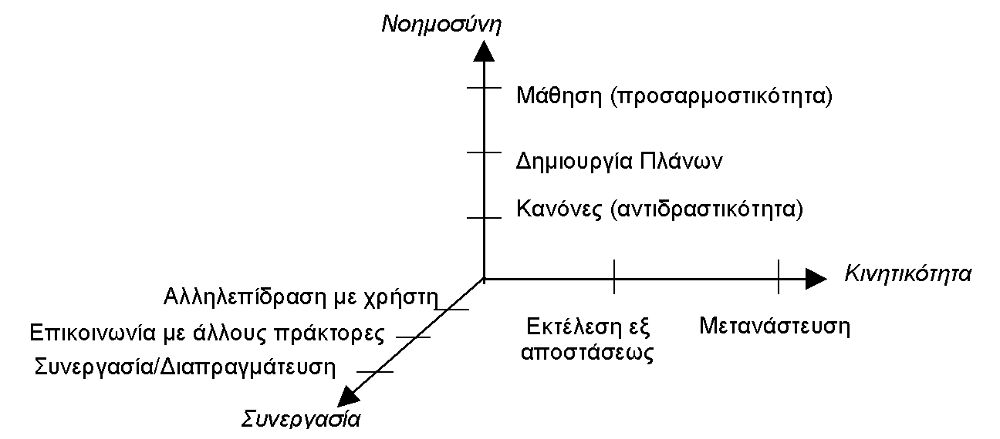 Νοημοσύνη
Μάθηση (προσαρμοστικότητα)
Δημιουργία Πλάνων
Κανόνες (αντιδραστικότητα)
Κινητικότητα
Αλληλεπίδραση με χρήστη
Επικοινωνία με άλλους πράκτορες
Συνεργασία/Διαπραγμάτευση
Συνεργασία
Εκτέλεση εξ
αποστάσεως
Μετανάστευση